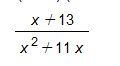 x + 13
x² + 11 x